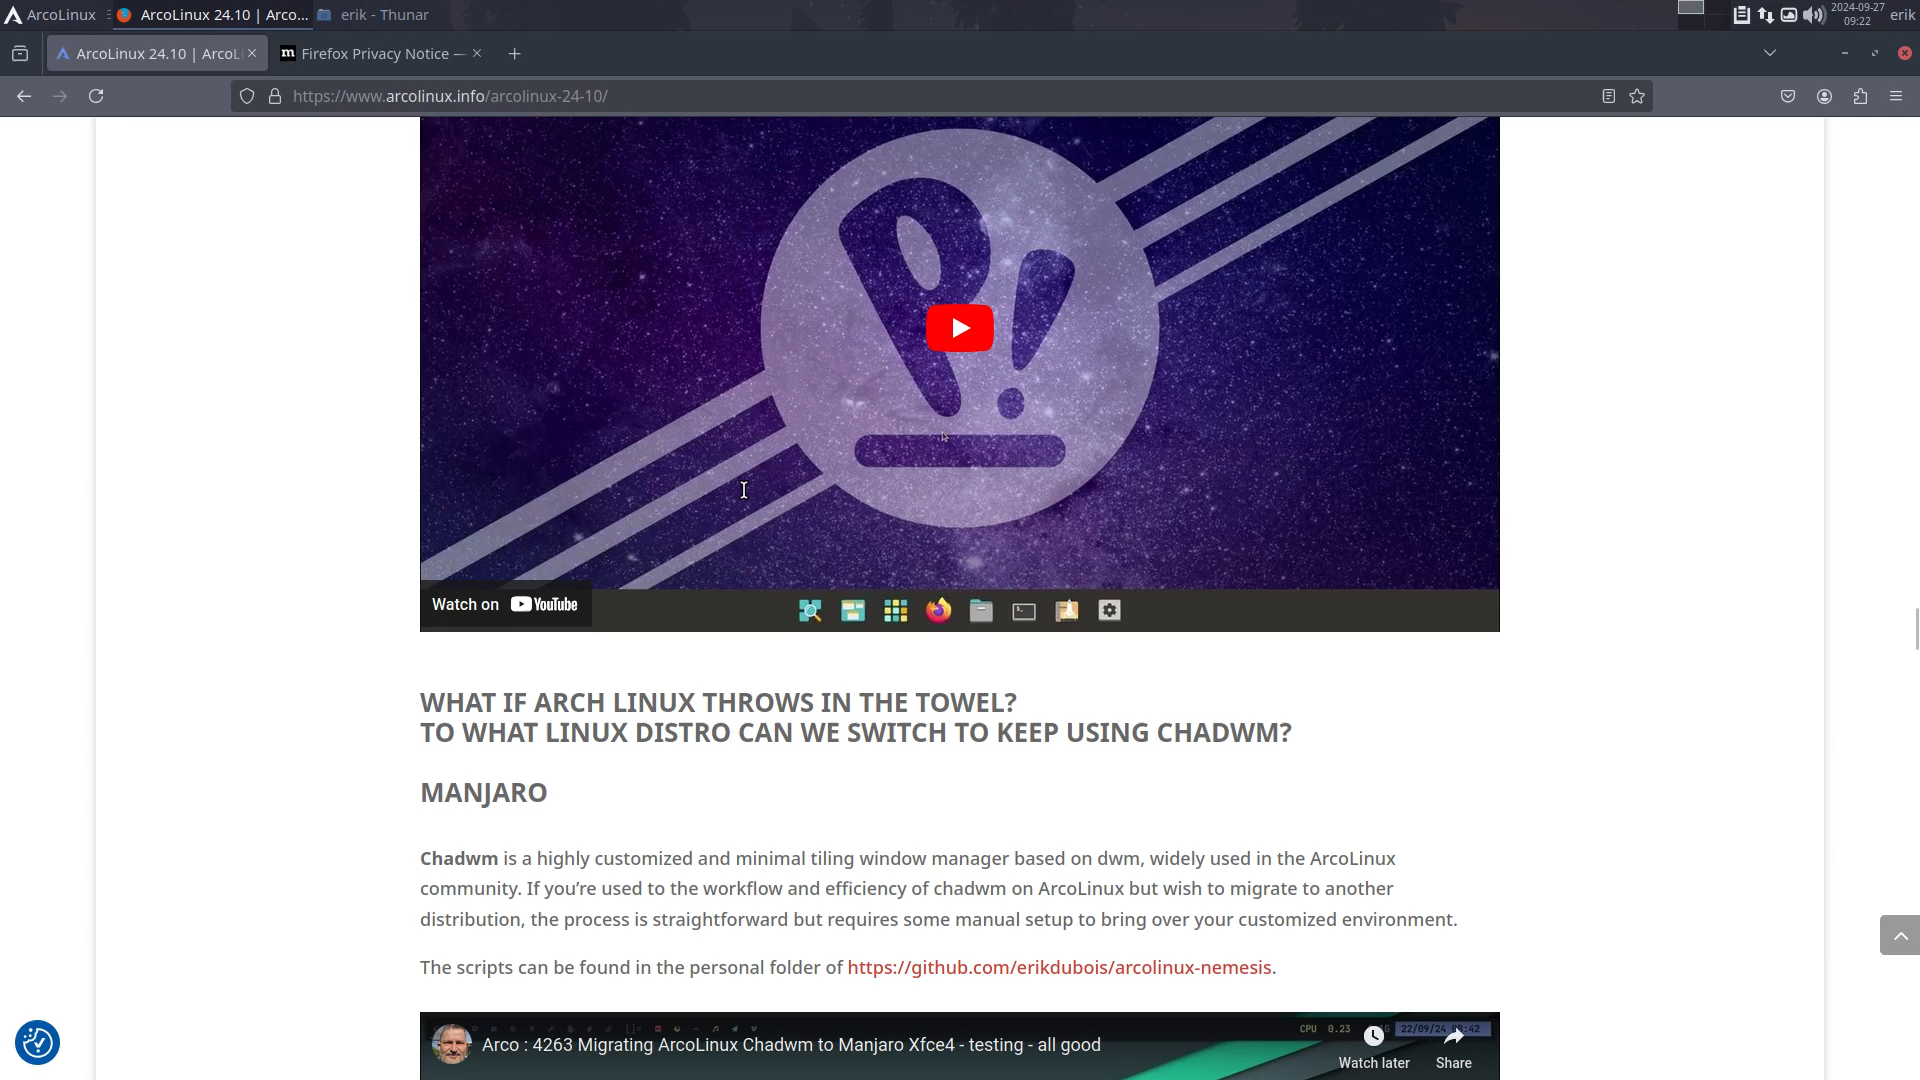 ArcoLinux
ArcoLinux 24.10 | Arco...
erik - Thunar
2024-09-27
09:22
erik
ArcoLinux 24.10 | ArcoL
Firefox Privacy Notice —
https://www.arcolinux.info/arcolinux-24-10/
Watch on YouTube
WHAT IF ARCH LINUX THROWS IN THE TOWEL?
TO WHAT LINUX DISTRO CAN WE SWITCH TO KEEP USING CHADWM?
MANJARO
Chadwm is a highly customized and minimal tiling window manager based on dwm, widely used in the ArcoLinux
community. If you’re used to the workflow and efficiency of chadwm on ArcoLinux but wish to migrate to another
distribution, the process is straightforward but requires some manual setup to bring over your customized environment.
The scripts can be found in the personal folder of https://github.com/erikdubois/arcolinux-nemesis.
CPU 0.23
22/09/24
:42
Arco : 4263 Migrating ArcoLinux Chadwm to Manjaro Xfce4 - testing - all good
Watch later
Share